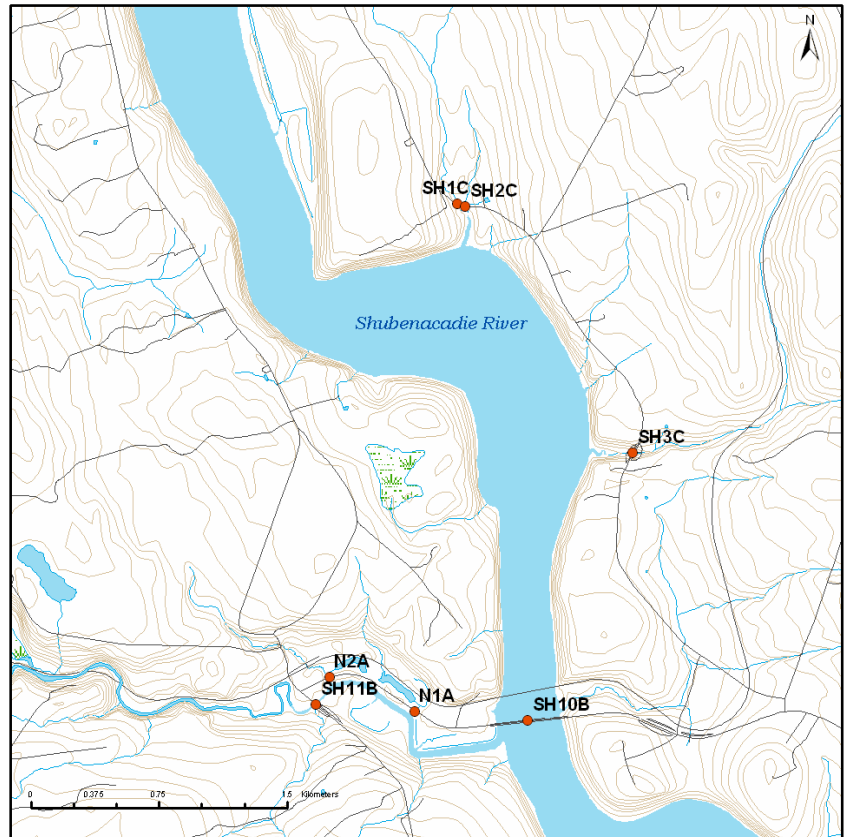 N
SH1C SH2C
Shubenacadie River
SH3C
N2A
SH11B
N1A
SH10B
0 0.375 0.75 1.5 Kilometers